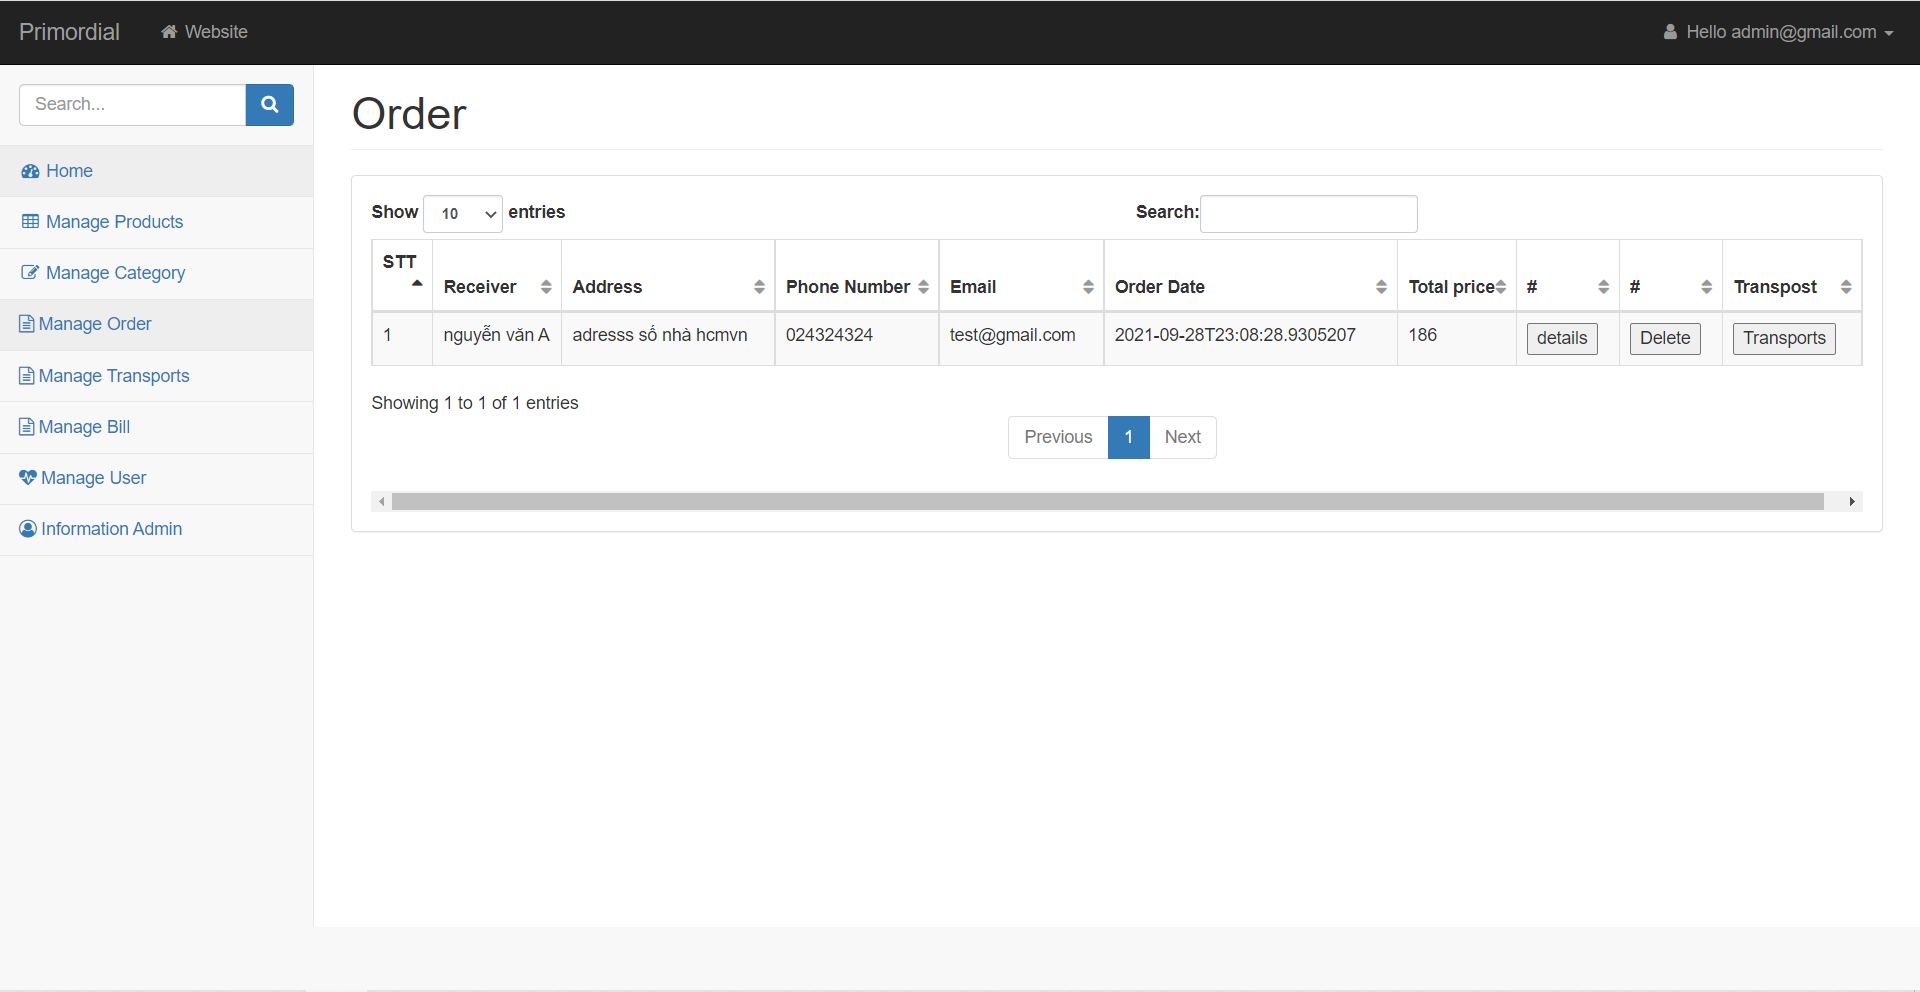 Primordial Website Hello admin@gmail.com
Search...
Home
Manage Products
Manage Category
Manage Order
Manage Transports
Manage Bill
Manage User
Information Admin
Order
Show 10 entries Search:
STT Receiver Address Phone Number Email Order Date Total price # # Transpost
1 nguyễn văn A adresss số nhà hcmvn 024324324 test@gmail.com 2021-09-28T23:08:28.9305207 186 details Delete Transports
Showing 1 to 1 of 1 entries
Previous 1 Next